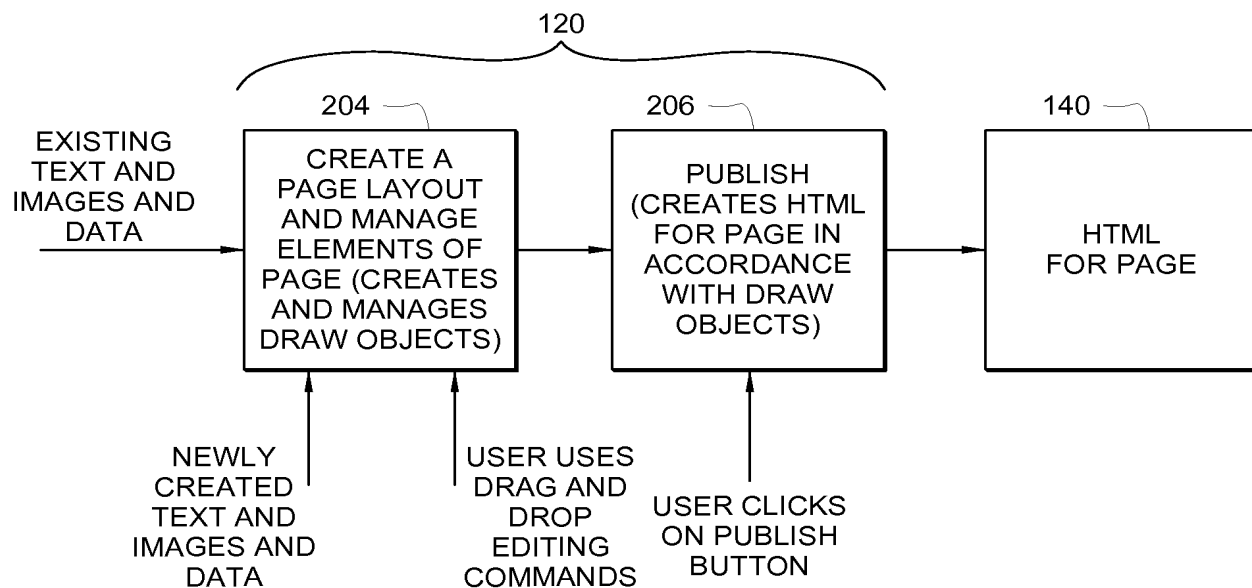 120
204
206
140
EXISTING
TEXT AND
IMAGES AND
DATA
CREATE A
PAGE LAYOUT
AND MANAGE
ELEMENTS OF
PAGE (CREATES
AND MANAGES
DRAW OBJECTS)
PUBLISH
(CREATES HTML
FOR PAGE IN
ACCORDANCE
WITH DRAW
OBJECTS)
HTML
FOR PAGE
NEWLY
CREATED
TEXT AND
IMAGES AND
DATA
USER USES
DRAG AND
DROP
EDITING
COMMANDS
USER CLICKS
ON PUBLISH
BUTTON